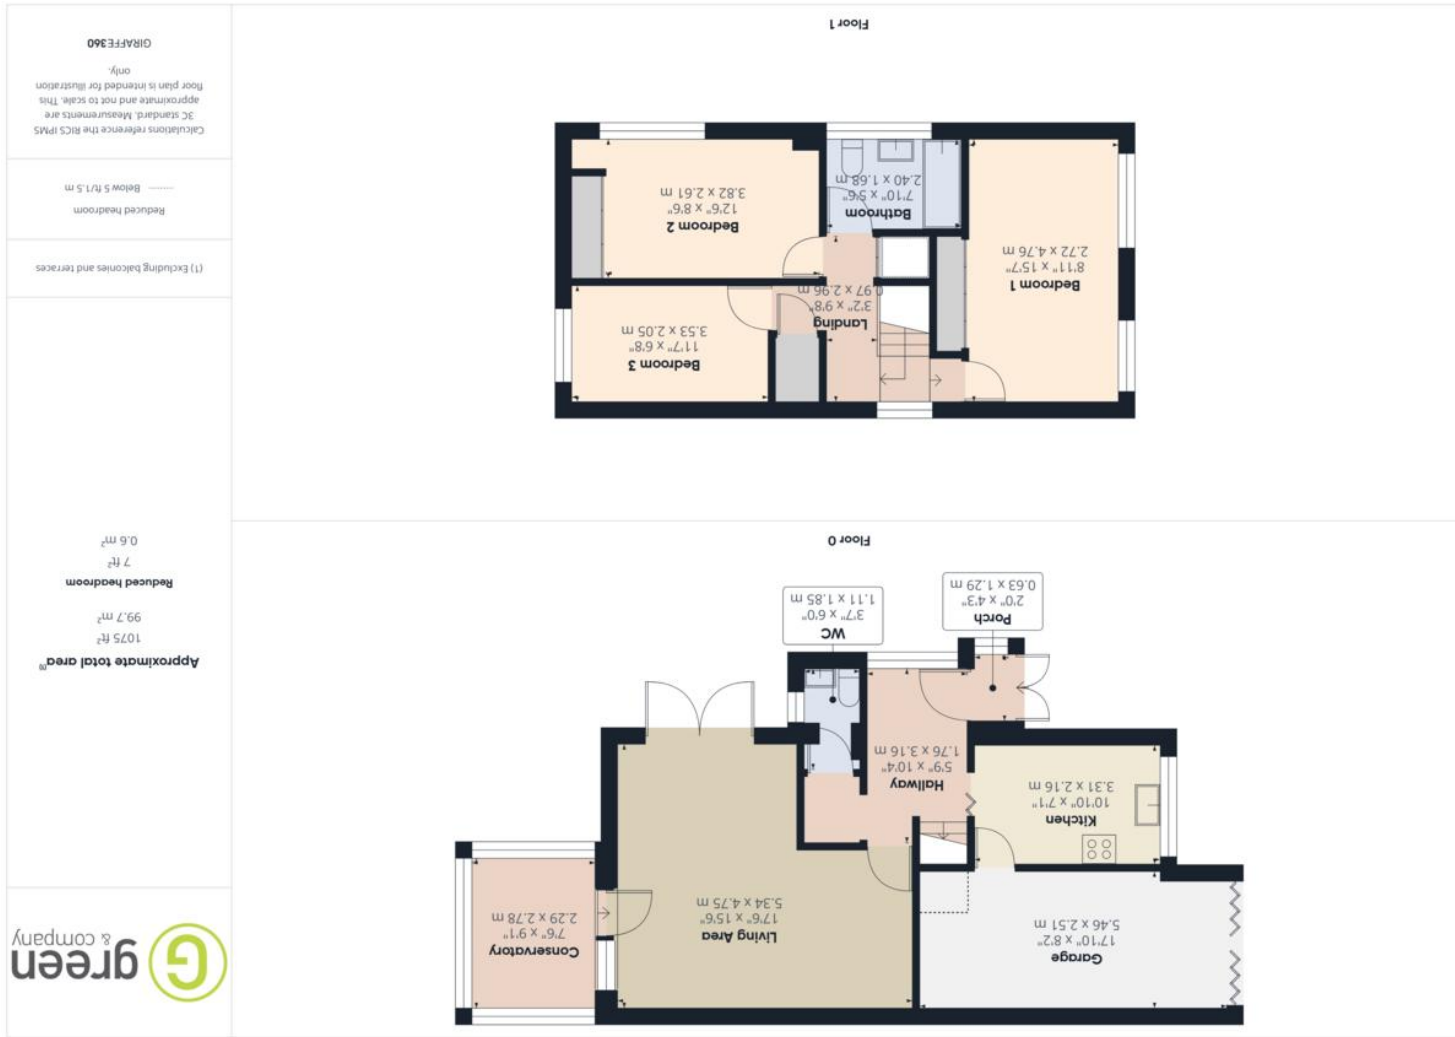 green
& company
Approximate total area(1)
1075 ft²
99.7 m²
Reduced headroom
7 ft²
0.6 m²
(1) Excluding balconies and terraces
Reduced headroom
Below 5 ft/1.5 m
Calculations reference the RICS IPMS
3C standard. Measurements are
approximate and not to scale. This
floor plan is intended for illustration
only.
GIRAFFE360
Garage
17'10" x 8'2"
5.46 x 2.51 m
Living Area
17'6" x 15'6"
5.34 x 4.75 m
Conservatory
7'6" x 9'1"
2.29 x 2.78 m
Kitchen
10'10" x 7'1"
3.31 x 2.16 m
Hallway
5'9" x 10'4"
1.76 x 3.16 m
Porch
2'0" x 4'3"
0.63 x 1.29 m
WC
3'7" x 6'0"
1.11 x 1.85 m
Floor 0
Bedroom 3
11'7" x 6'8"
3.53 x 2.05 m
Landing
3'2" x 9'8"
0.97 x 2.96 m
Bedroom 1
8'11" x 15'7"
2.72 x 4.76 m
Bedroom 2
12'6" x 8'6"
3.82 x 2.61 m
Bathroom
7'10" x 5'6"
2.40 x 1.68 m
Floor 1